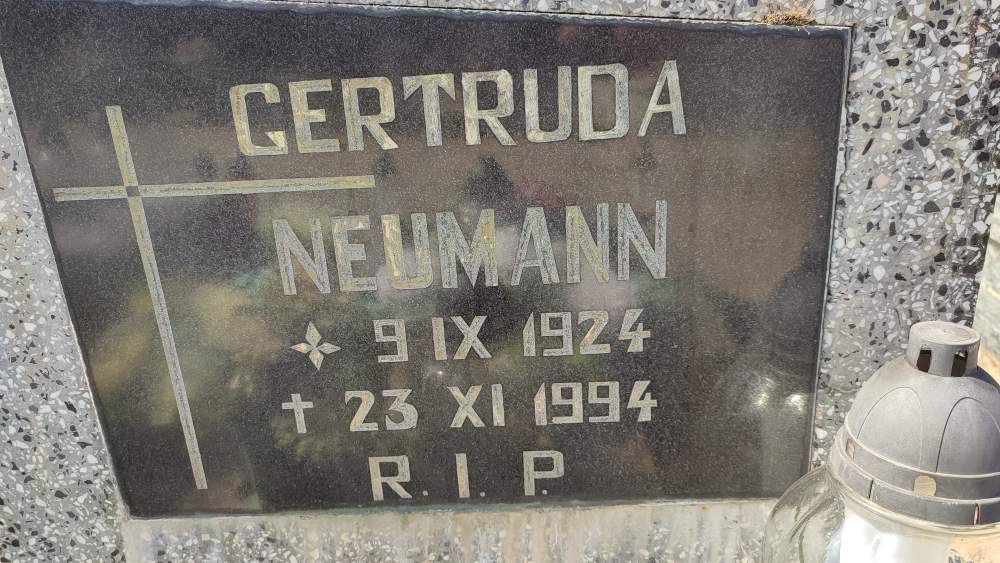 GERTRUDA
NEUMANN
9 IX 1924
✝ 23 XI 1994
R. I. P.